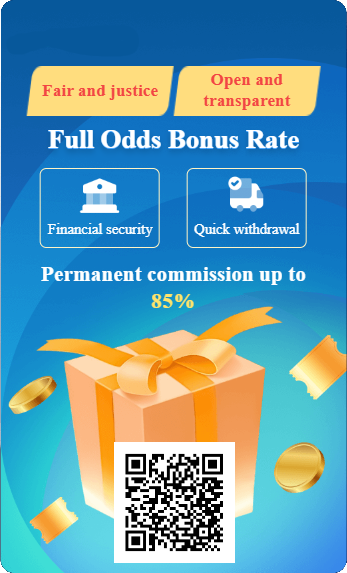 Fair and justice
Open and
transparent
Full Odds Bonus Rate
Financial security
Quick withdrawal
Permanent commission up to
85%